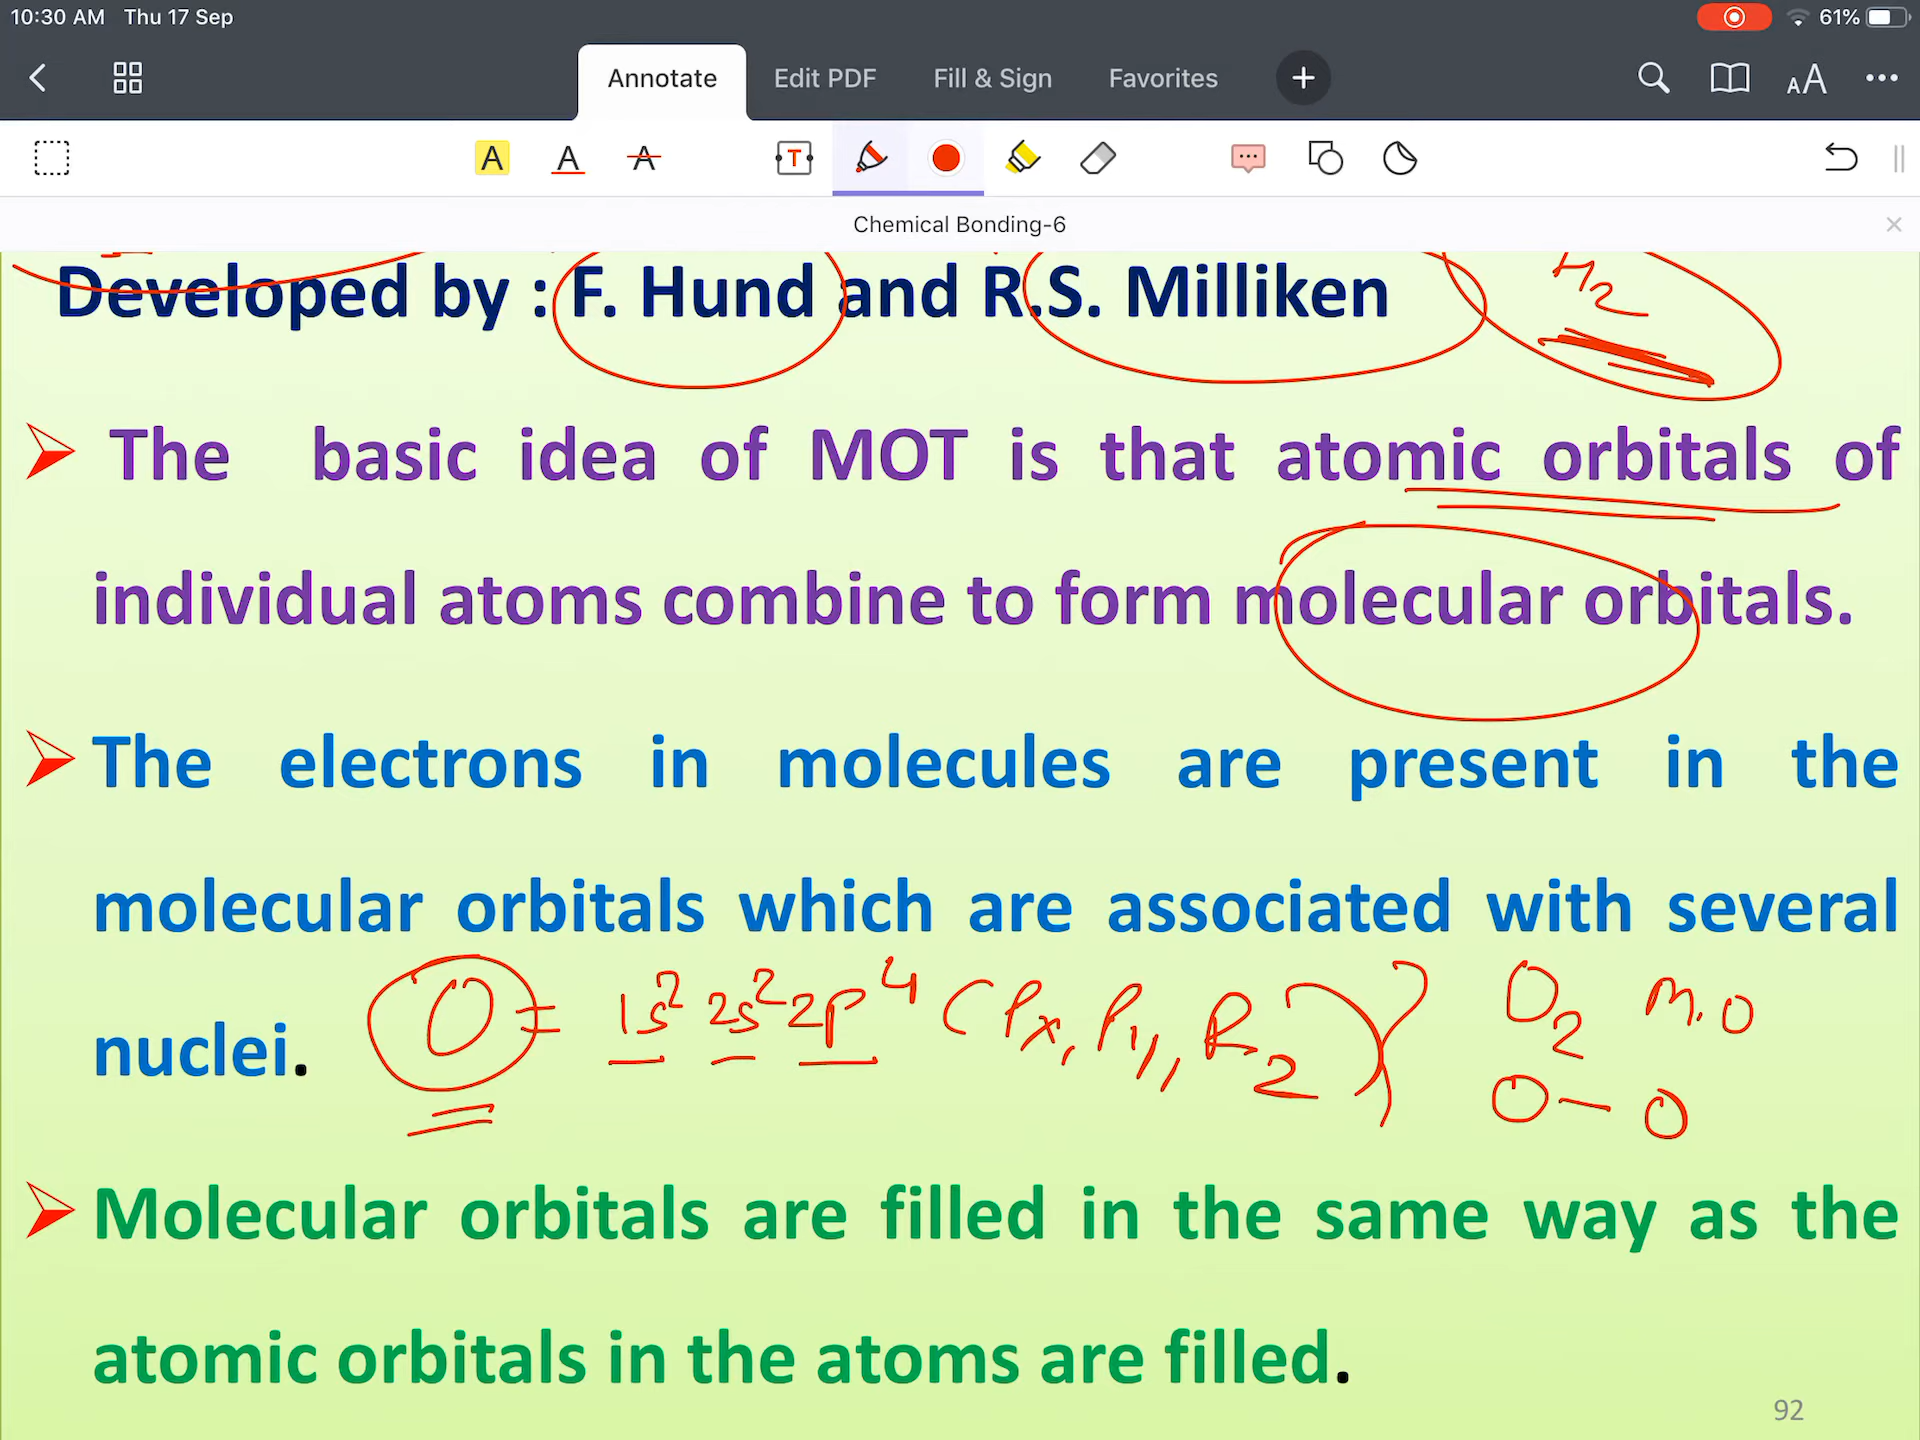 10:30 AM Thu 17 Sep 61%
Annotate Edit PDF Fill & Sign Favorites
Chemical Bonding-6
Developed by : F. Hund and R.S. Milliken
H2
The basic idea of MOT is that atomic orbitals of
individual atoms combine to form molecular orbitals.
The electrons in molecules are present in the
molecular orbitals which are associated with several
nuclei. O = 1s² 2s² 2p⁴ (Px, Py, Pz) O2 M.O
O – O
Molecular orbitals are filled in the same way as the
atomic orbitals in the atoms are filled.
92